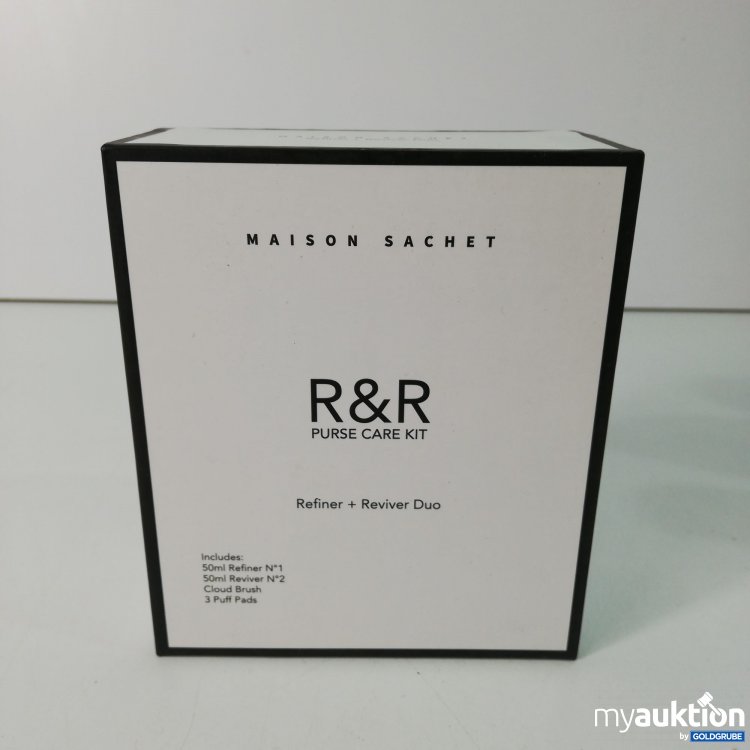 MAISON SACHET
R&R
PURSE CARE KIT
Refiner + Reviver Duo
Includes:
50ml Refiner N°1
50ml Reviver N°2
Cloud Brush
3 Puff Pads
myauktion
by GOLDGRUBE